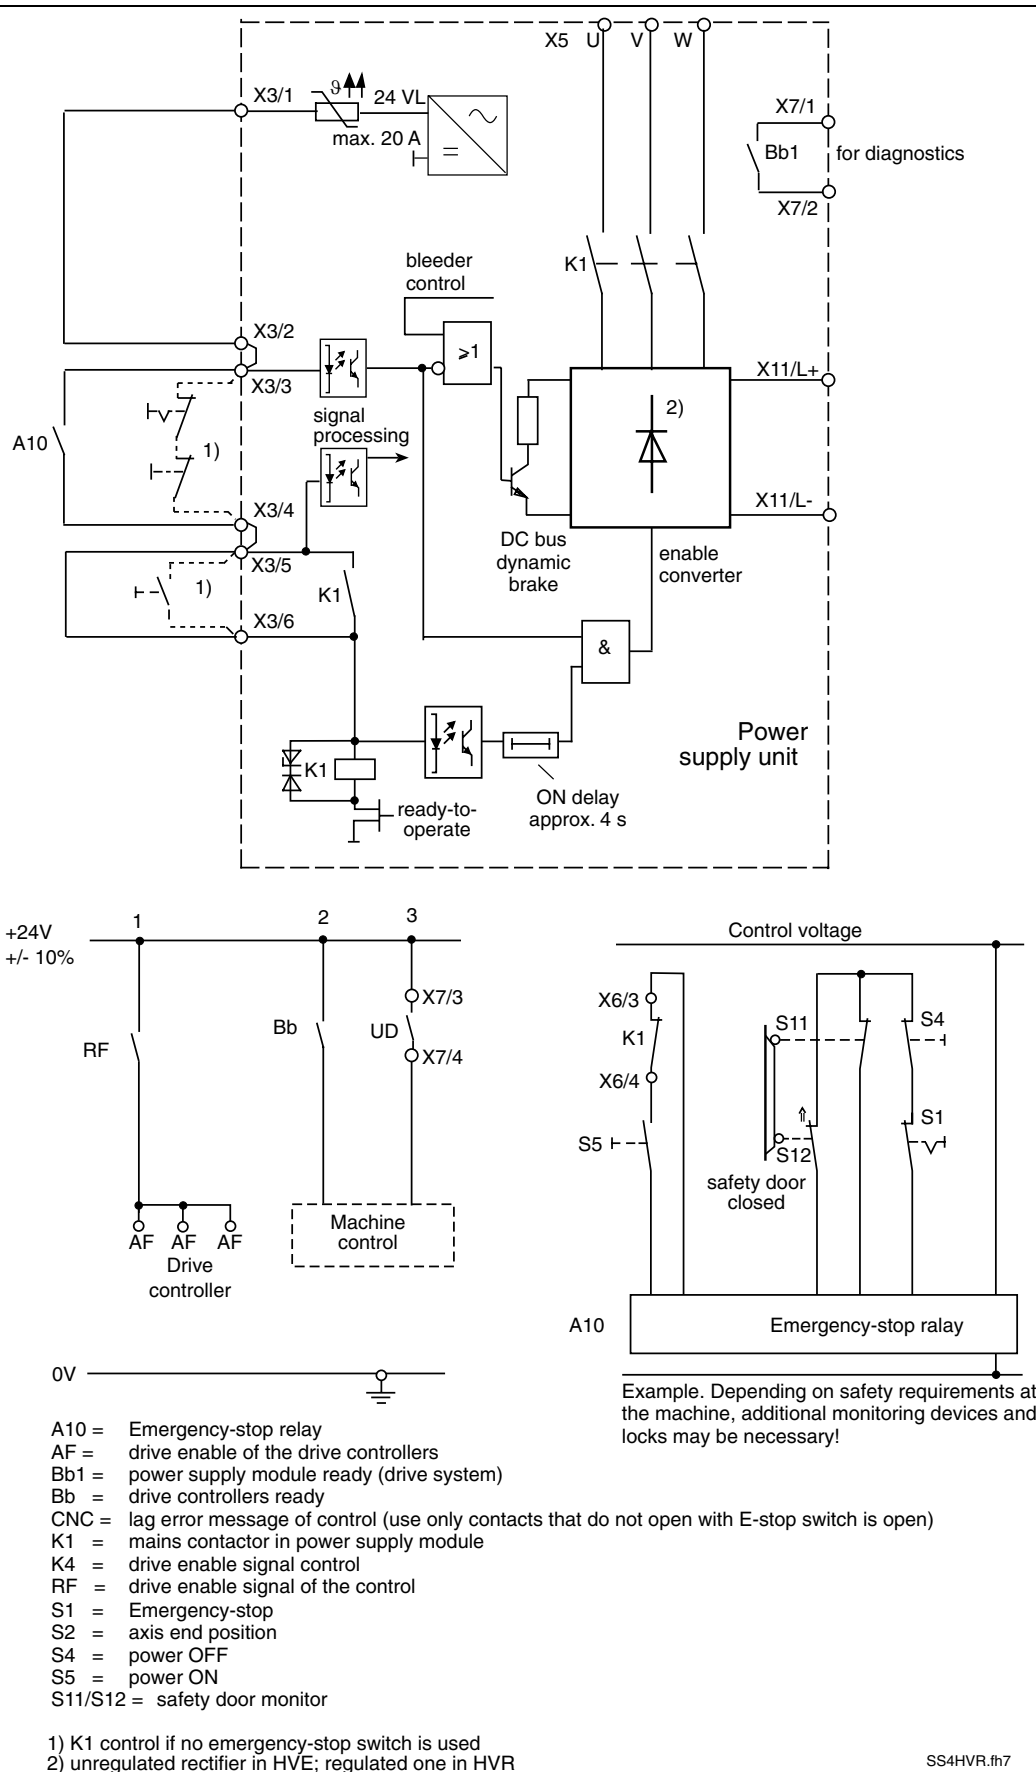 X5 U V W
X3/1
ϑ
24 VL
max. 20 A
X7/1
Bb1
for diagnostics
X7/2
K1
bleeder
control
X3/2
≥1
X3/3
X11/L+
2)
signal
processing
A10
1)
X3/4
X11/L-
DC bus
dynamic
brake
enable
converter
X3/5
1)
K1
X3/6
&
Power
supply unit
K1
ON delay
approx. 4 s
ready-to-
operate
+24V
+/- 10%
1
2
3
Control voltage
X7/3
X6/3
Bb
UD
S11
S4
K1
RF
X7/4
X6/4
S5
S12
S1
safety door
closed
AF AF AF
Drive
controller
Machine
control
A10
Emergency-stop ralay
0V
Example. Depending on safety requirements at
the machine, additional monitoring devices and
locks may be necessary!
A10 = Emergency-stop relay
AF = drive enable of the drive controllers
Bb1 = power supply module ready (drive system)
Bb = drive controllers ready
CNC = lag error message of control (use only contacts that do not open with E-stop switch is open)
K1 = mains contactor in power supply module
K4 = drive enable signal control
RF = drive enable signal of the control
S1 = Emergency-stop
S2 = axis end position
S4 = power OFF
S5 = power ON
S11/S12 = safety door monitor
1) K1 control if no emergency-stop switch is used
2) unregulated rectifier in HVE; regulated one in HVR
SS4HVR.fh7